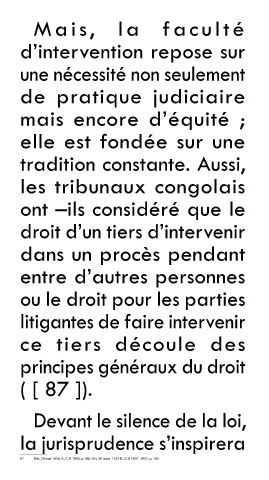 Mais, la faculté
d'intervention repose sur
une nécessité non seulement
de pratique judiciaire
mais encore d'équité ;
elle est fondée sur une
tradition constante. Aussi,
les tribunaux congolais
ont –ils considéré que le
droit d'un tiers d'intervenir
dans un procès pendant
entre d'autres personnes
ou le droit pour les parties
litigantes de faire intervenir
ce tiers découle des
principes généraux du droit
( [ 87 ]).
Devant le silence de la loi,
la jurisprudence s'inspirera